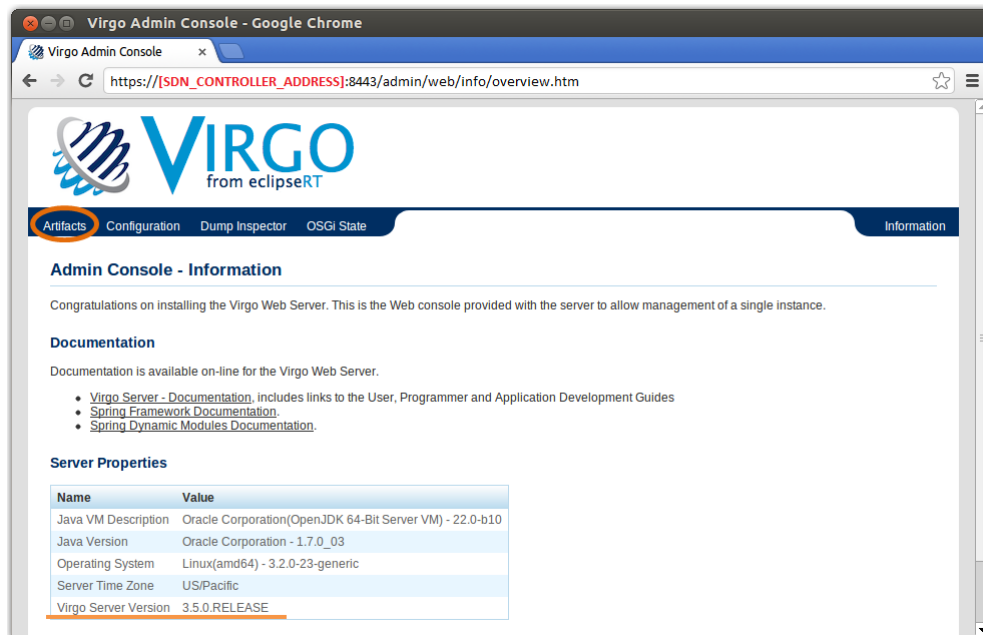 Virgo Admin Console - Google Chrome
Virgo Admin Console
https://[SDN_CONTROLLER_ADDRESS]:8443/admin/web/info/overview.htm
VIRGO
from eclipseRT
Artifacts Configuration Dump Inspector OSGi State Information
Admin Console - Information
Congratulations on installing the Virgo Web Server. This is the Web console provided with the server to allow management of a single instance.
Documentation
Documentation is available on-line for the Virgo Web Server.
Virgo Server - Documentation, includes links to the User, Programmer and Application Development Guides
Spring Framework Documentation.
Spring Dynamic Modules Documentation.
Server Properties
Name Value
Java VM Description Oracle Corporation(OpenJDK 64-Bit Server VM) - 22.0-b10
Java Version Oracle Corporation - 1.7.0_03
Operating System Linux(amd64) - 3.2.0-23-generic
Server Time Zone US/Pacific
Virgo Server Version 3.5.0.RELEASE